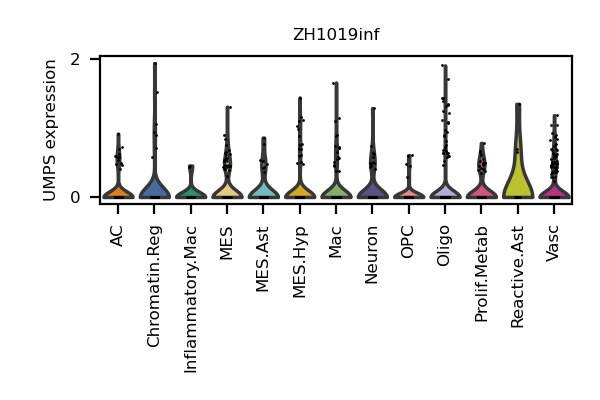 ZH1019inf
UMPS expression
2
0
AC
Chromatin.Reg
Inflammatory.Mac
MES
MES.Ast
MES.Hyp
Mac
Neuron
OPC
Oligo
Prolif.Metab
Reactive.Ast
Vasc